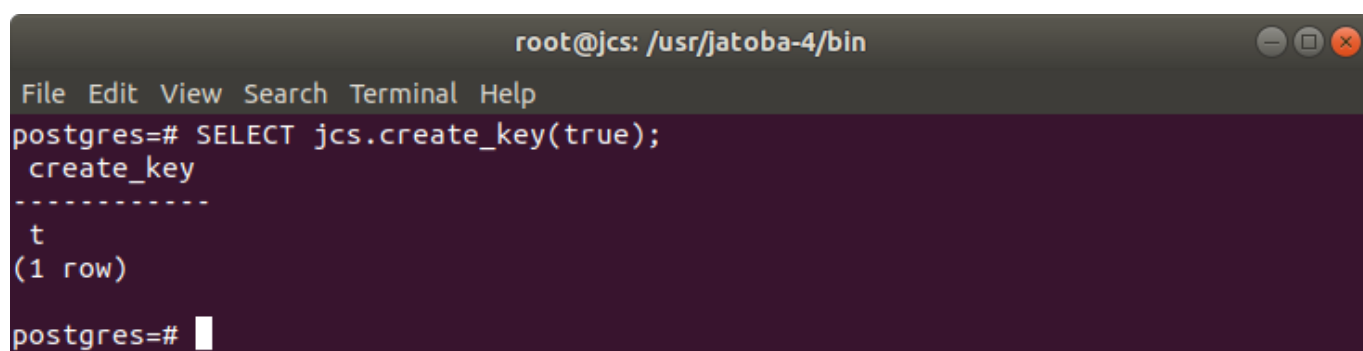 root@jcs: /usr/jatoba-4/bin
File Edit View Search Terminal Help
postgres=# SELECT jcs.create_key(true);
 create_key
------------
 t
(1 row)

postgres=#